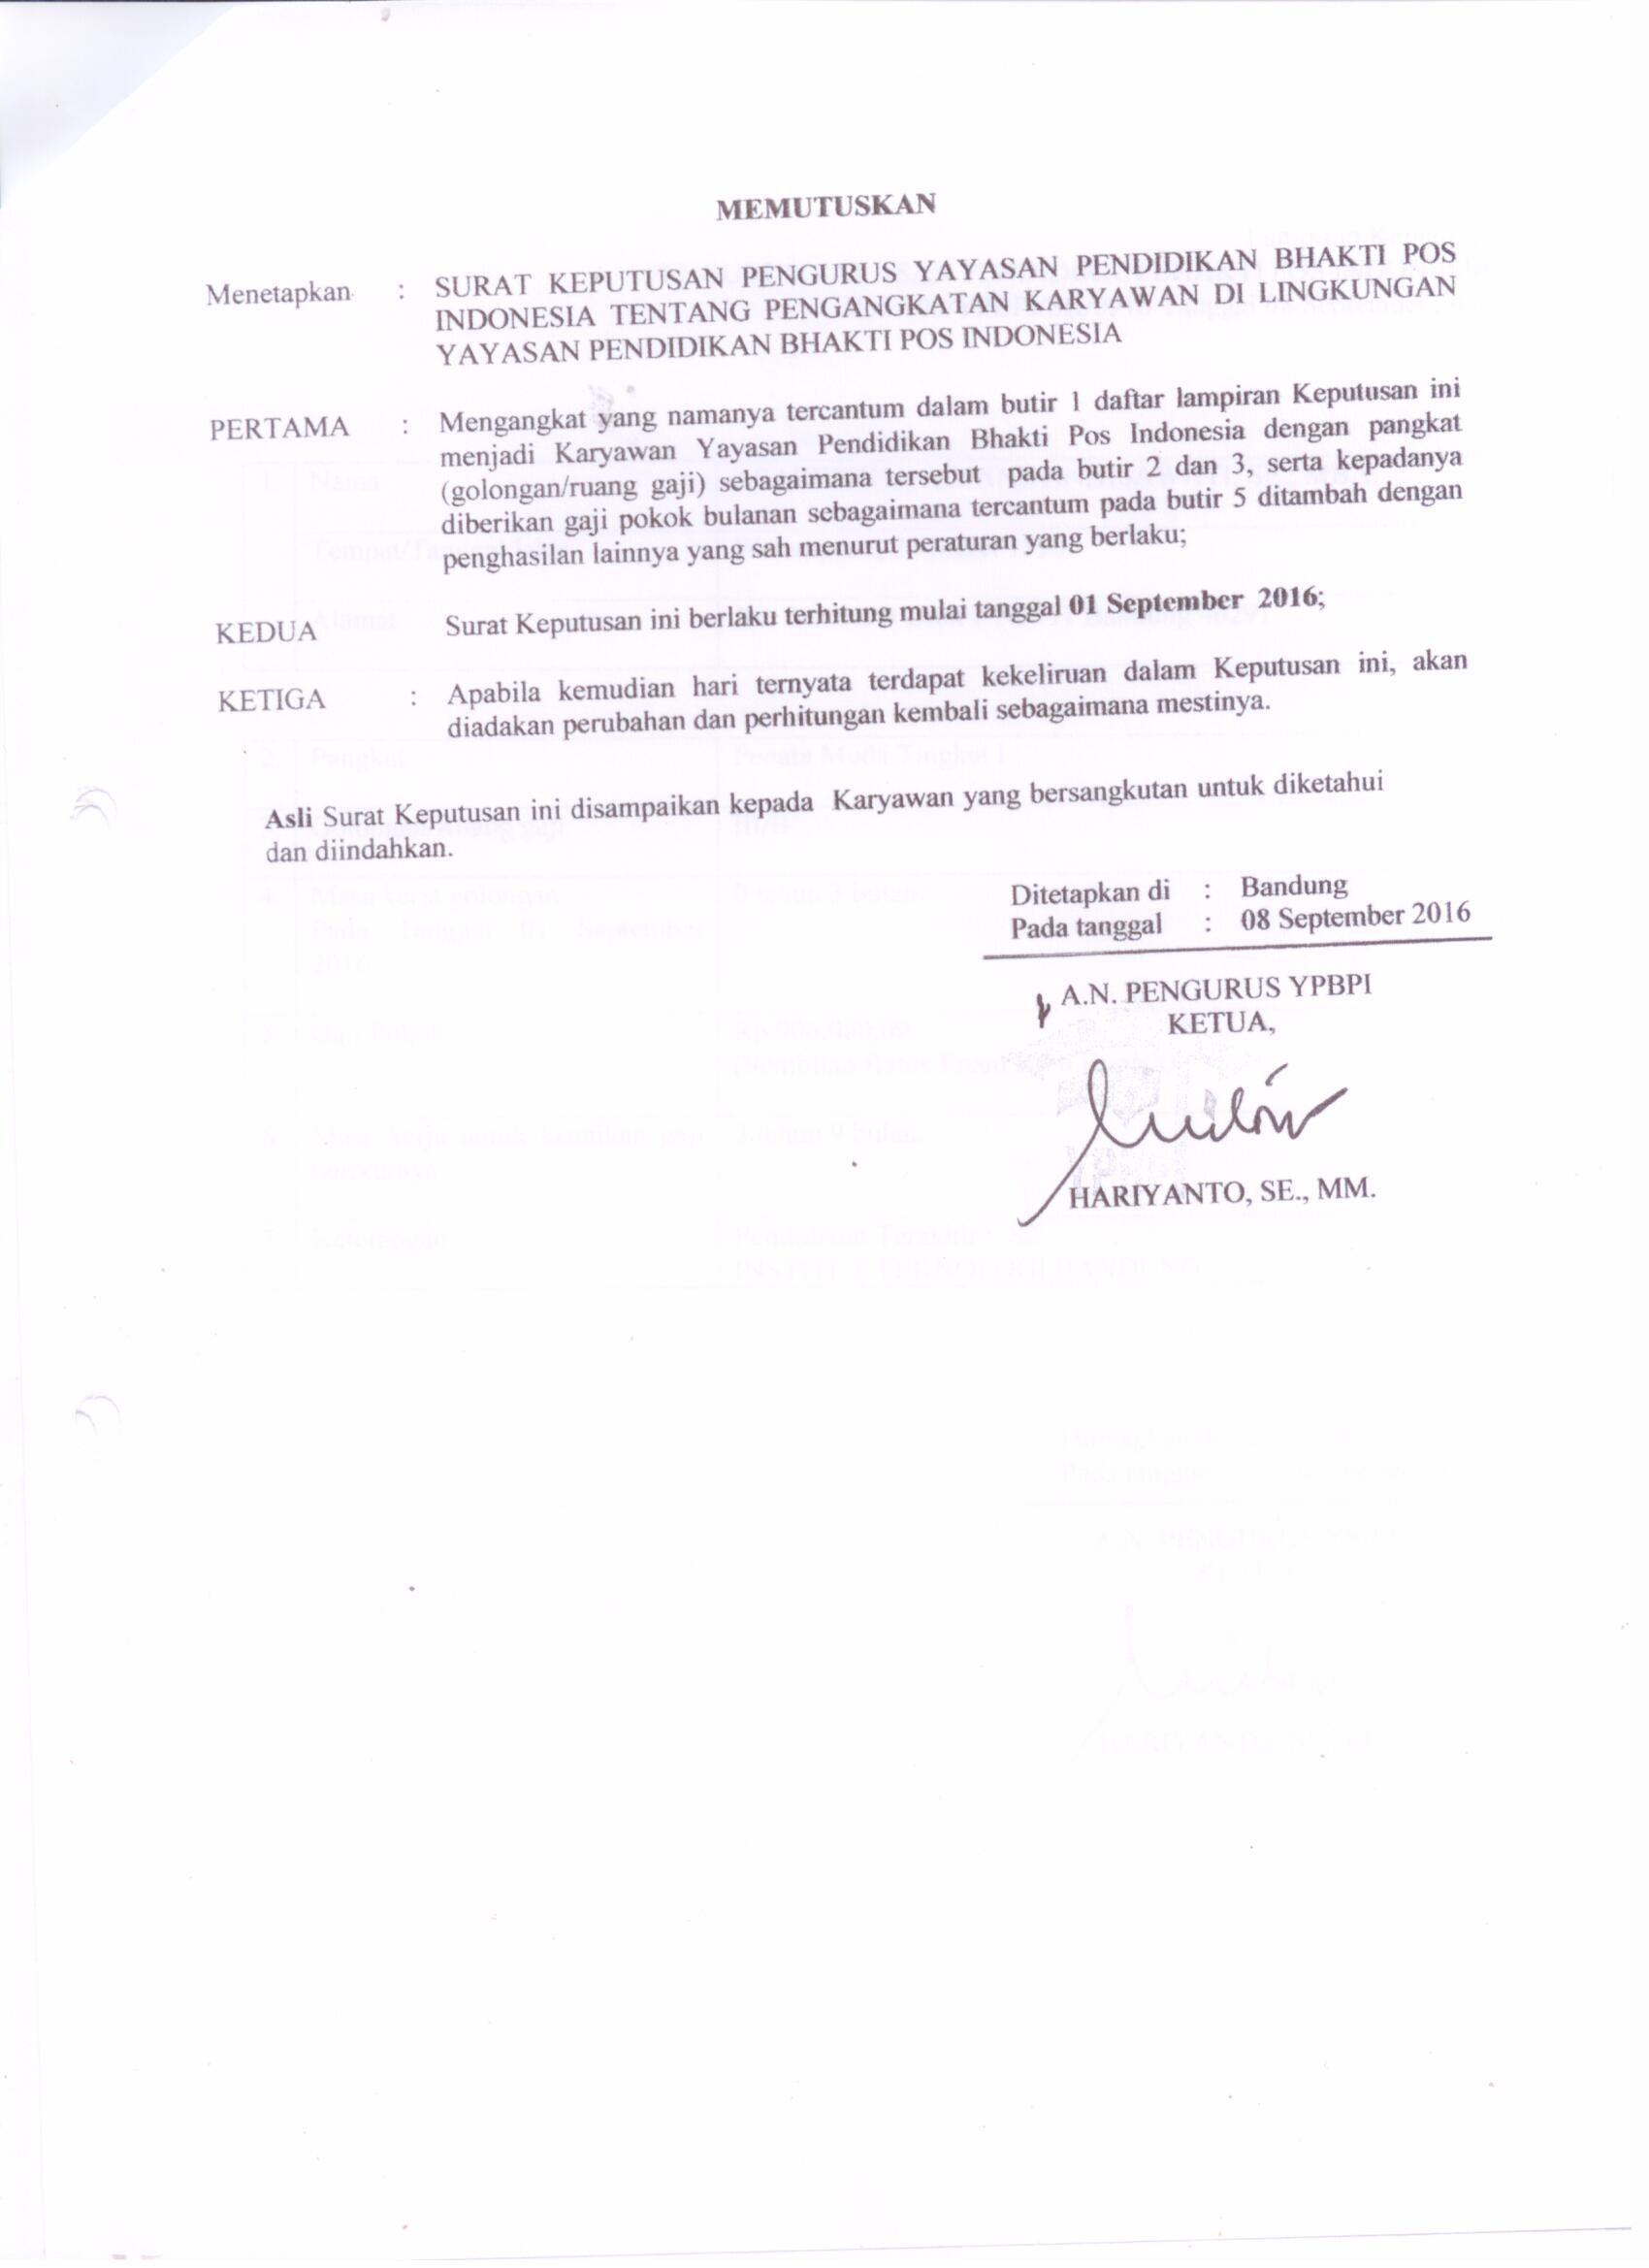 MEMUTUSKAN
Menetapkan : SURAT KEPUTUSAN PENGURUS YAYASAN PENDIDIKAN BHAKTI POS
INDONESIA TENTANG PENGANGKATAN KARYAWAN DI LINGKUNGAN
YAYASAN PENDIDIKAN BHAKTI POS INDONESIA
PERTAMA : Mengangkat yang namanya tercantum dalam butir 1 daftar lampiran Keputusan ini
menjadi Karyawan Yayasan Pendidikan Bhakti Pos Indonesia dengan pangkat
(golongan/ruang gaji) sebagaimana tersebut pada butir 2 dan 3, serta kepadanya
diberikan gaji pokok bulanan sebagaimana tercantum pada butir 5 ditambah dengan
penghasilan lainnya yang sah menurut peraturan yang berlaku;
KEDUA Surat Keputusan ini berlaku terhitung mulai tanggal 01 September 2016;
KETIGA : Apabila kemudian hari ternyata terdapat kekeliruan dalam Keputusan ini, akan
diadakan perubahan dan perhitungan kembali sebagaimana mestinya.
Asli Surat Keputusan ini disampaikan kepada Karyawan yang bersangkutan untuk diketahui
dan diindahkan.
Ditetapkan di : Bandung
Pada tanggal : 08 September 2016
A.N. PENGURUS YPBPI
KETUA,
HARIYANTO, SE., MM.